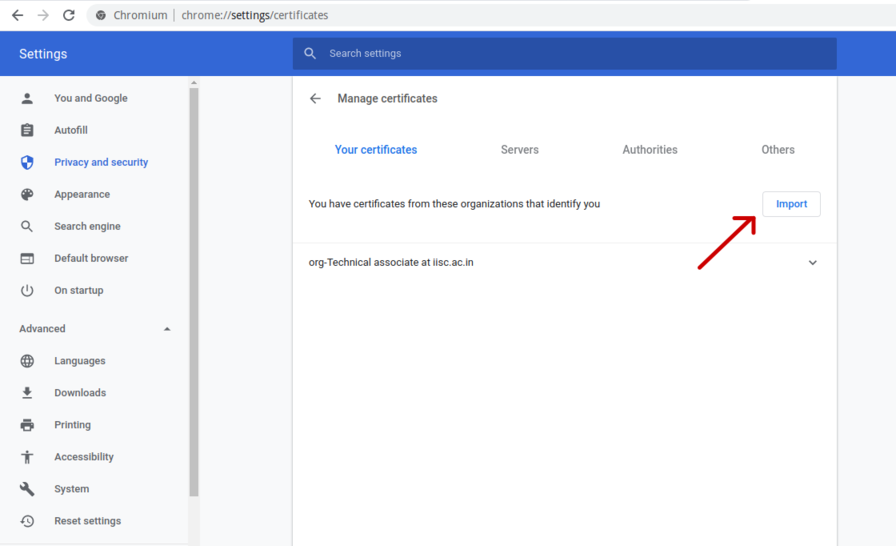 Chromium | chrome://settings/certificates
Settings
Search settings
You and Google
Autofill
Privacy and security
Appearance
Search engine
Default browser
On startup
Advanced
Languages
Downloads
Printing
Accessibility
System
Reset settings
Manage certificates
Your certificates Servers Authorities Others
You have certificates from these organizations that identify you Import
org-Technical associate at iisc.ac.in